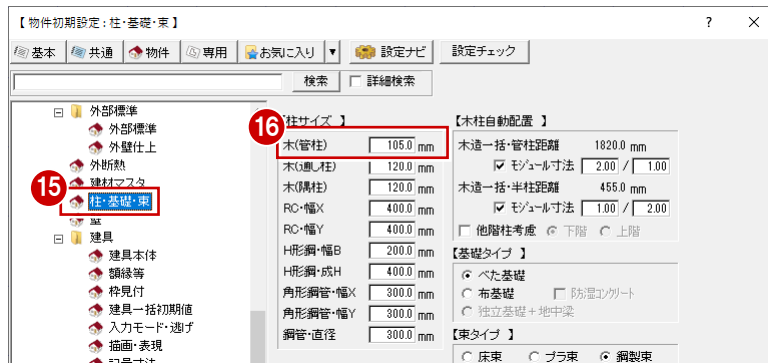 【 物件初期設定 : 柱・基礎・束 】 ? ×
基本 共通 物件 専用 お気に入り ▼ 設定ナビ 設定チェック
検索 詳細検索
外部標準
外部標準
外壁仕上
外断熱
建材マスタ
15
柱・基礎・束
壁
建具
建具本体
額縁等
枠見付
建具一括初期値
入力モード・逃げ
描画・表現
16
柱サイズ 】
木(管柱) 105.0 mm
木(通し柱) 120.0 mm
木(隅柱) 120.0 mm
RC・幅X 400.0 mm
RC・幅Y 400.0 mm
H形鋼・幅B 200.0 mm
H形鋼・成H 400.0 mm
角形鋼管・幅X 300.0 mm
角形鋼管・幅Y 300.0 mm
鋼管・直径 300.0 mm
【木柱自動配置 】
木造一括・管柱距離 1820.0 mm
モジュール寸法 2.00 / 1.00
木造一括・半柱距離 455.0 mm
モジュール寸法 1.00 / 2.00
他階柱考慮 下階 上階
【基礎タイプ 】
べた基礎
布基礎 防湿コンクリート
独立基礎+地中梁
【束タイプ 】
床束 プラ束 鋼製束